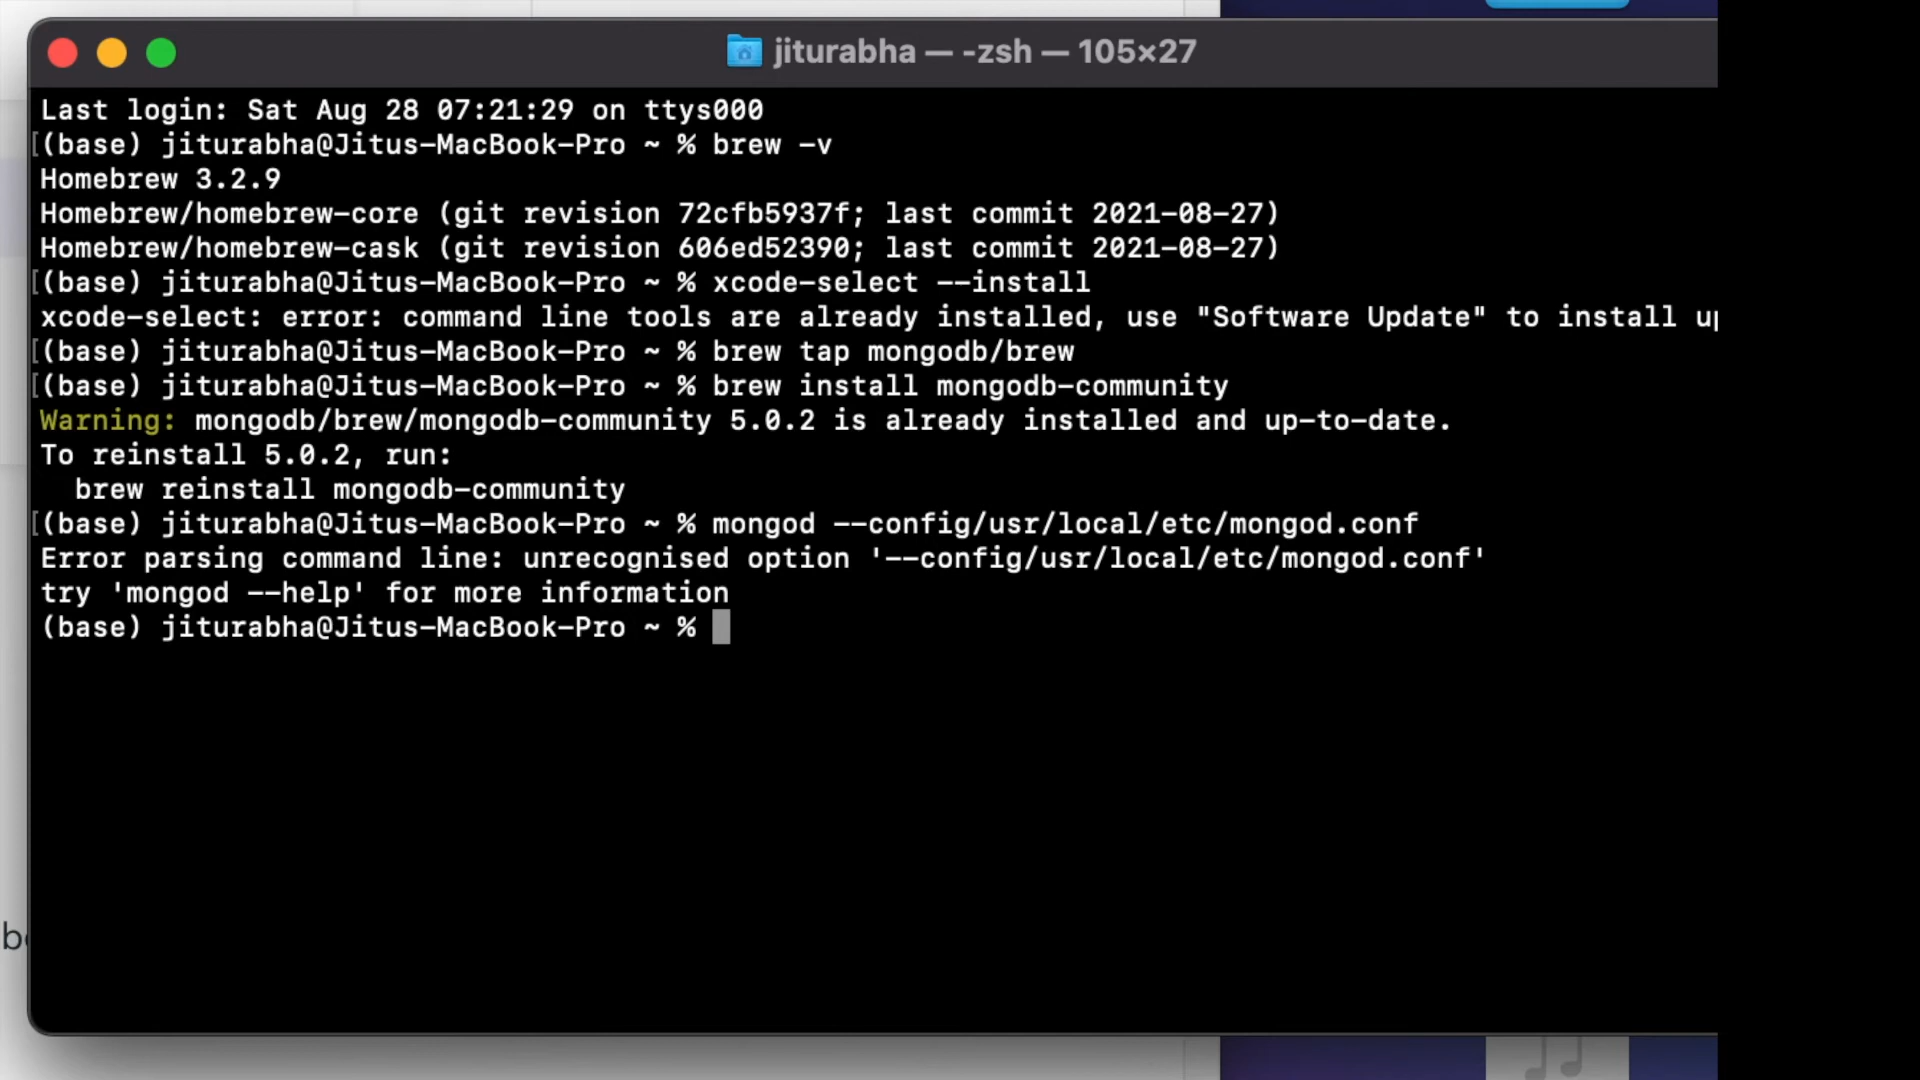 jiturabha — -zsh — 105×27
Last login: Sat Aug 28 07:21:29 on ttys000
[(base) jiturabha@Jitus-MacBook-Pro ~ % brew -v
Homebrew 3.2.9
Homebrew/homebrew-core (git revision 72cfb5937f; last commit 2021-08-27)
Homebrew/homebrew-cask (git revision 606ed52390; last commit 2021-08-27)
[(base) jiturabha@Jitus-MacBook-Pro ~ % xcode-select --install
xcode-select: error: command line tools are already installed, use "Software Update" to install
[(base) jiturabha@Jitus-MacBook-Pro ~ % brew tap mongodb/brew
[(base) jiturabha@Jitus-MacBook-Pro ~ % brew install mongodb-community
Warning: mongodb/brew/mongodb-community 5.0.2 is already installed and up-to-date.
To reinstall 5.0.2, run:
  brew reinstall mongodb-community
[(base) jiturabha@Jitus-MacBook-Pro ~ % mongod --config/usr/local/etc/mongod.conf
Error parsing command line: unrecognised option '--config/usr/local/etc/mongod.conf'
try 'mongod --help' for more information
(base) jiturabha@Jitus-MacBook-Pro ~ %